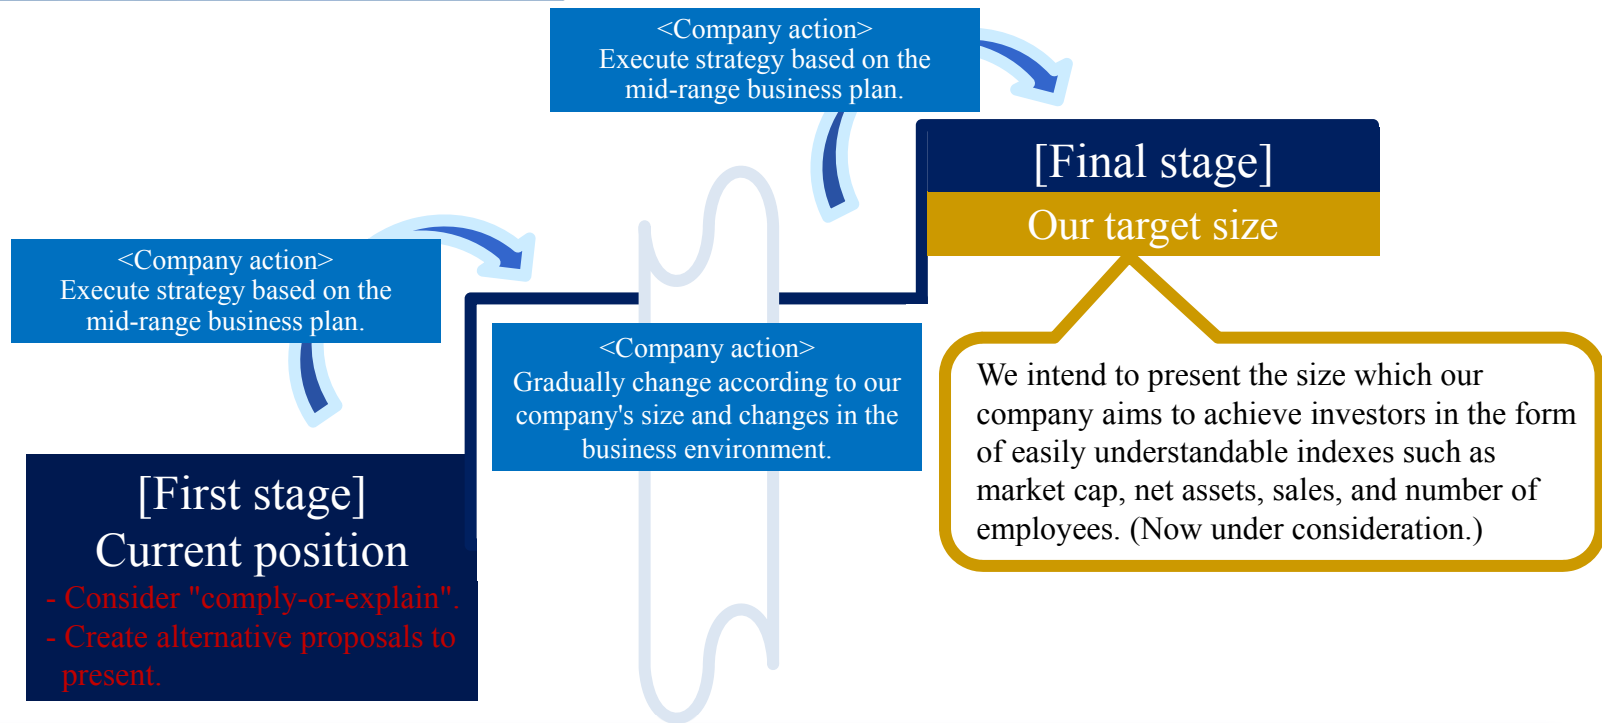 <Company action>
Execute strategy based on the
mid-range business plan.
<Company action>
Execute strategy based on the
mid-range business plan.
<Company action>
Gradually change according to our
company's size and changes in the
business environment.
[First stage]
Current position
- Consider "comply-or-explain".
- Create alternative proposals to
present.
[Final stage]
Our target size
We intend to present the size which our
company aims to achieve investors in the form
of easily understandable indexes such as
market cap, net assets, sales, and number of
employees. (Now under consideration.)